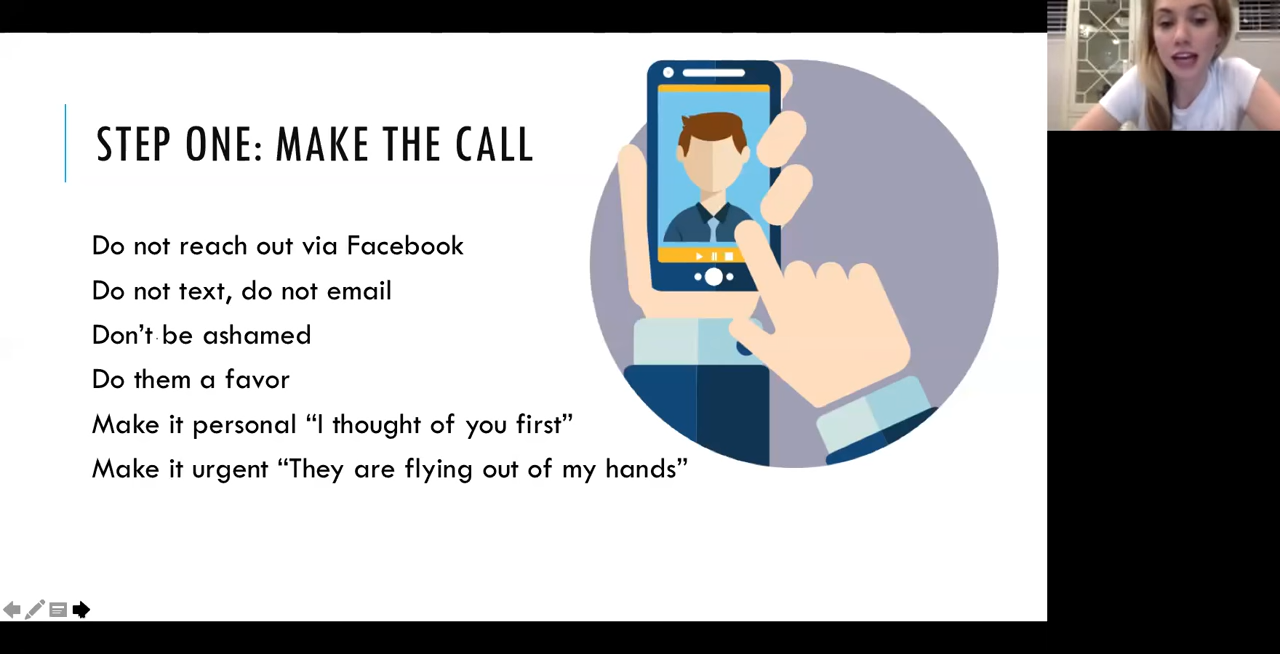 STEP ONE: MAKE THE CALL
Do not reach out via Facebook
Do not text, do not email
Don’t be ashamed
Do them a favor
Make it personal “I thought of you first”
Make it urgent “They are flying out of my hands”